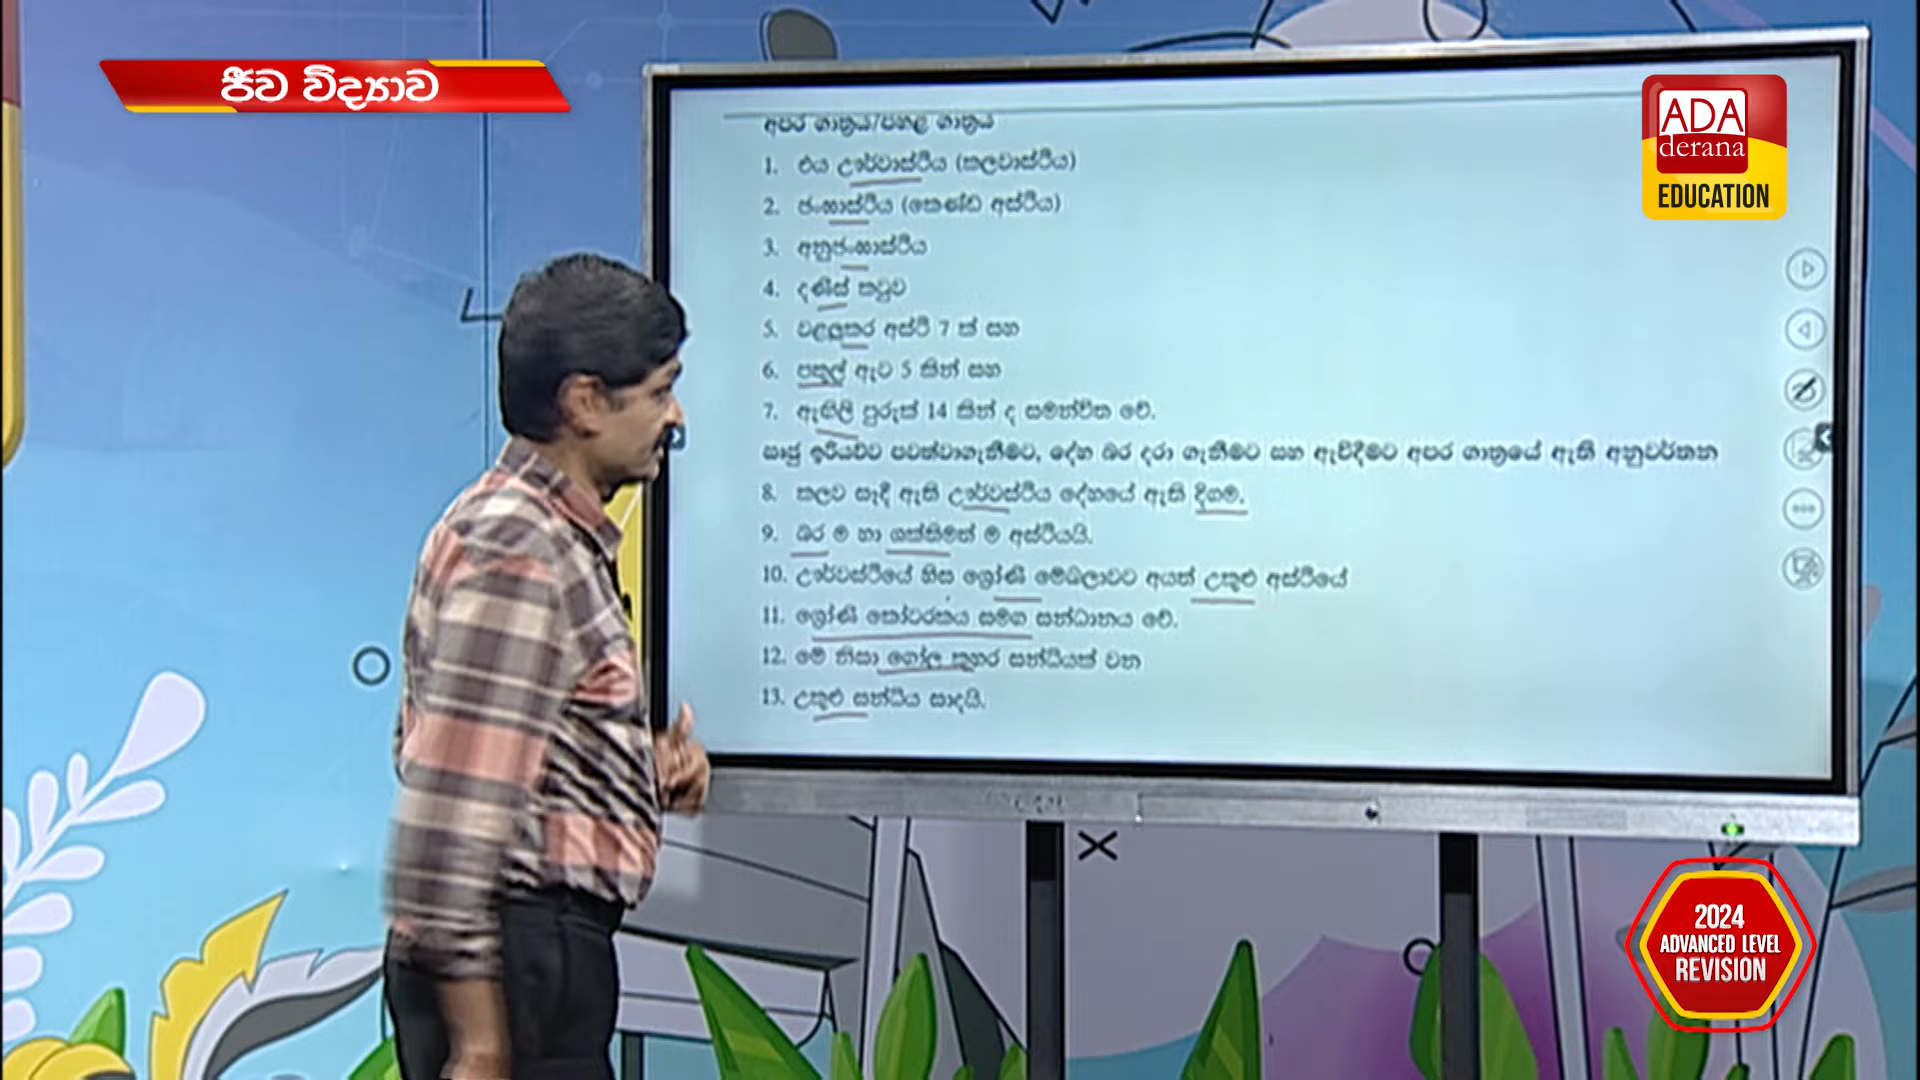 ජීව විද්‍යාව
ADA
derana
EDUCATION
අපර ගාත්‍රය/පහළ ගාත්‍රය
1. එය ඌර්වාස්ථිය (කලවාස්ථිය)
2. ජංඝාස්ථිය (කෙණ්ඩ අස්ථිය)
3. අනුජංඝාස්ථිය
4. දණිස් කටුව
5. වළලුකර අස්ථි 7 ක් සහ
6. පතුල් ඇට 5 කින් සහ
7. ඇඟිලි පුරුක් 14 කින් ද සමන්විත වේ.
සෘජු ඉරියව්ව පවත්වාගැනීමට, දේහ බර දරා ගැනීමට සහ ඇවිදීමට අපර ගාත්‍රයේ ඇති අනුවර්තන
8. කලව සෑදී ඇති ඌර්වස්ථිය දේහයේ ඇති දිගම,
9. බර ම හා ශක්තිමත් ම අස්ථියයි.
10. ඌර්වස්ථියේ හිස ශ්‍රෝණි මේඛලාවට අයත් උකුළු අස්ථියේ
11. ශ්‍රෝණි කෝටරකය සමග සන්ධානය වේ.
12. මේ නිසා ගෝල කුහර සන්ධියක් වන
13. උකුළු සන්ධිය සාදයි.
2024
ADVANCED LEVEL
REVISION